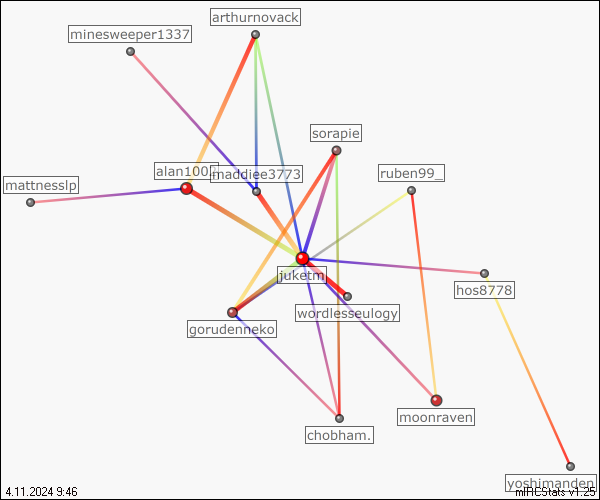 arthurnovack
minesweeper1337
sorapie
alan100
maddiee3773
ruben99_
mattnesslp
juketm
hos8778
wordlesseulogy
gorudenneko
moonraven
chobham.
yoshimanden
4.11.2024 9:46
mIRCStats v1.25